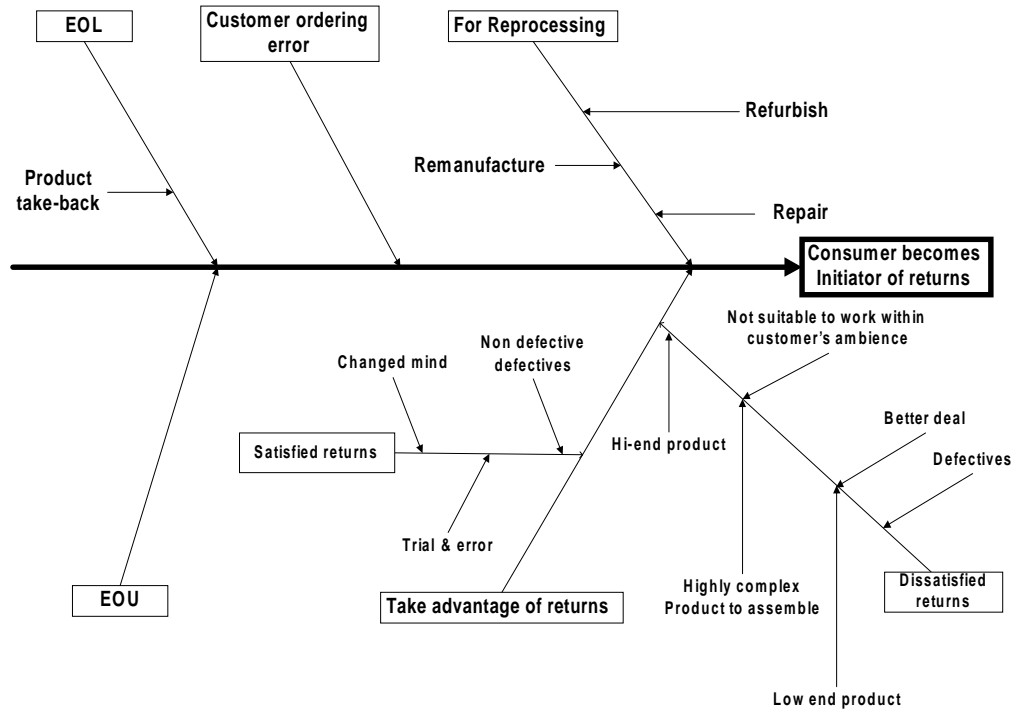 EOL
Customer ordering
error
For Reprocessing
Refurbish
Remanufacture
Product
take-back
Repair
Consumer becomes
Initiator of returns
Not suitable to work within
customer's ambience
Non defective
defectives
Changed mind
Better deal
Satisfied returns
Hi-end product
Defectives
Trial & error
EOU
Take advantage of returns
Highly complex
Product to assemble
Dissatisfied
returns
Low end product